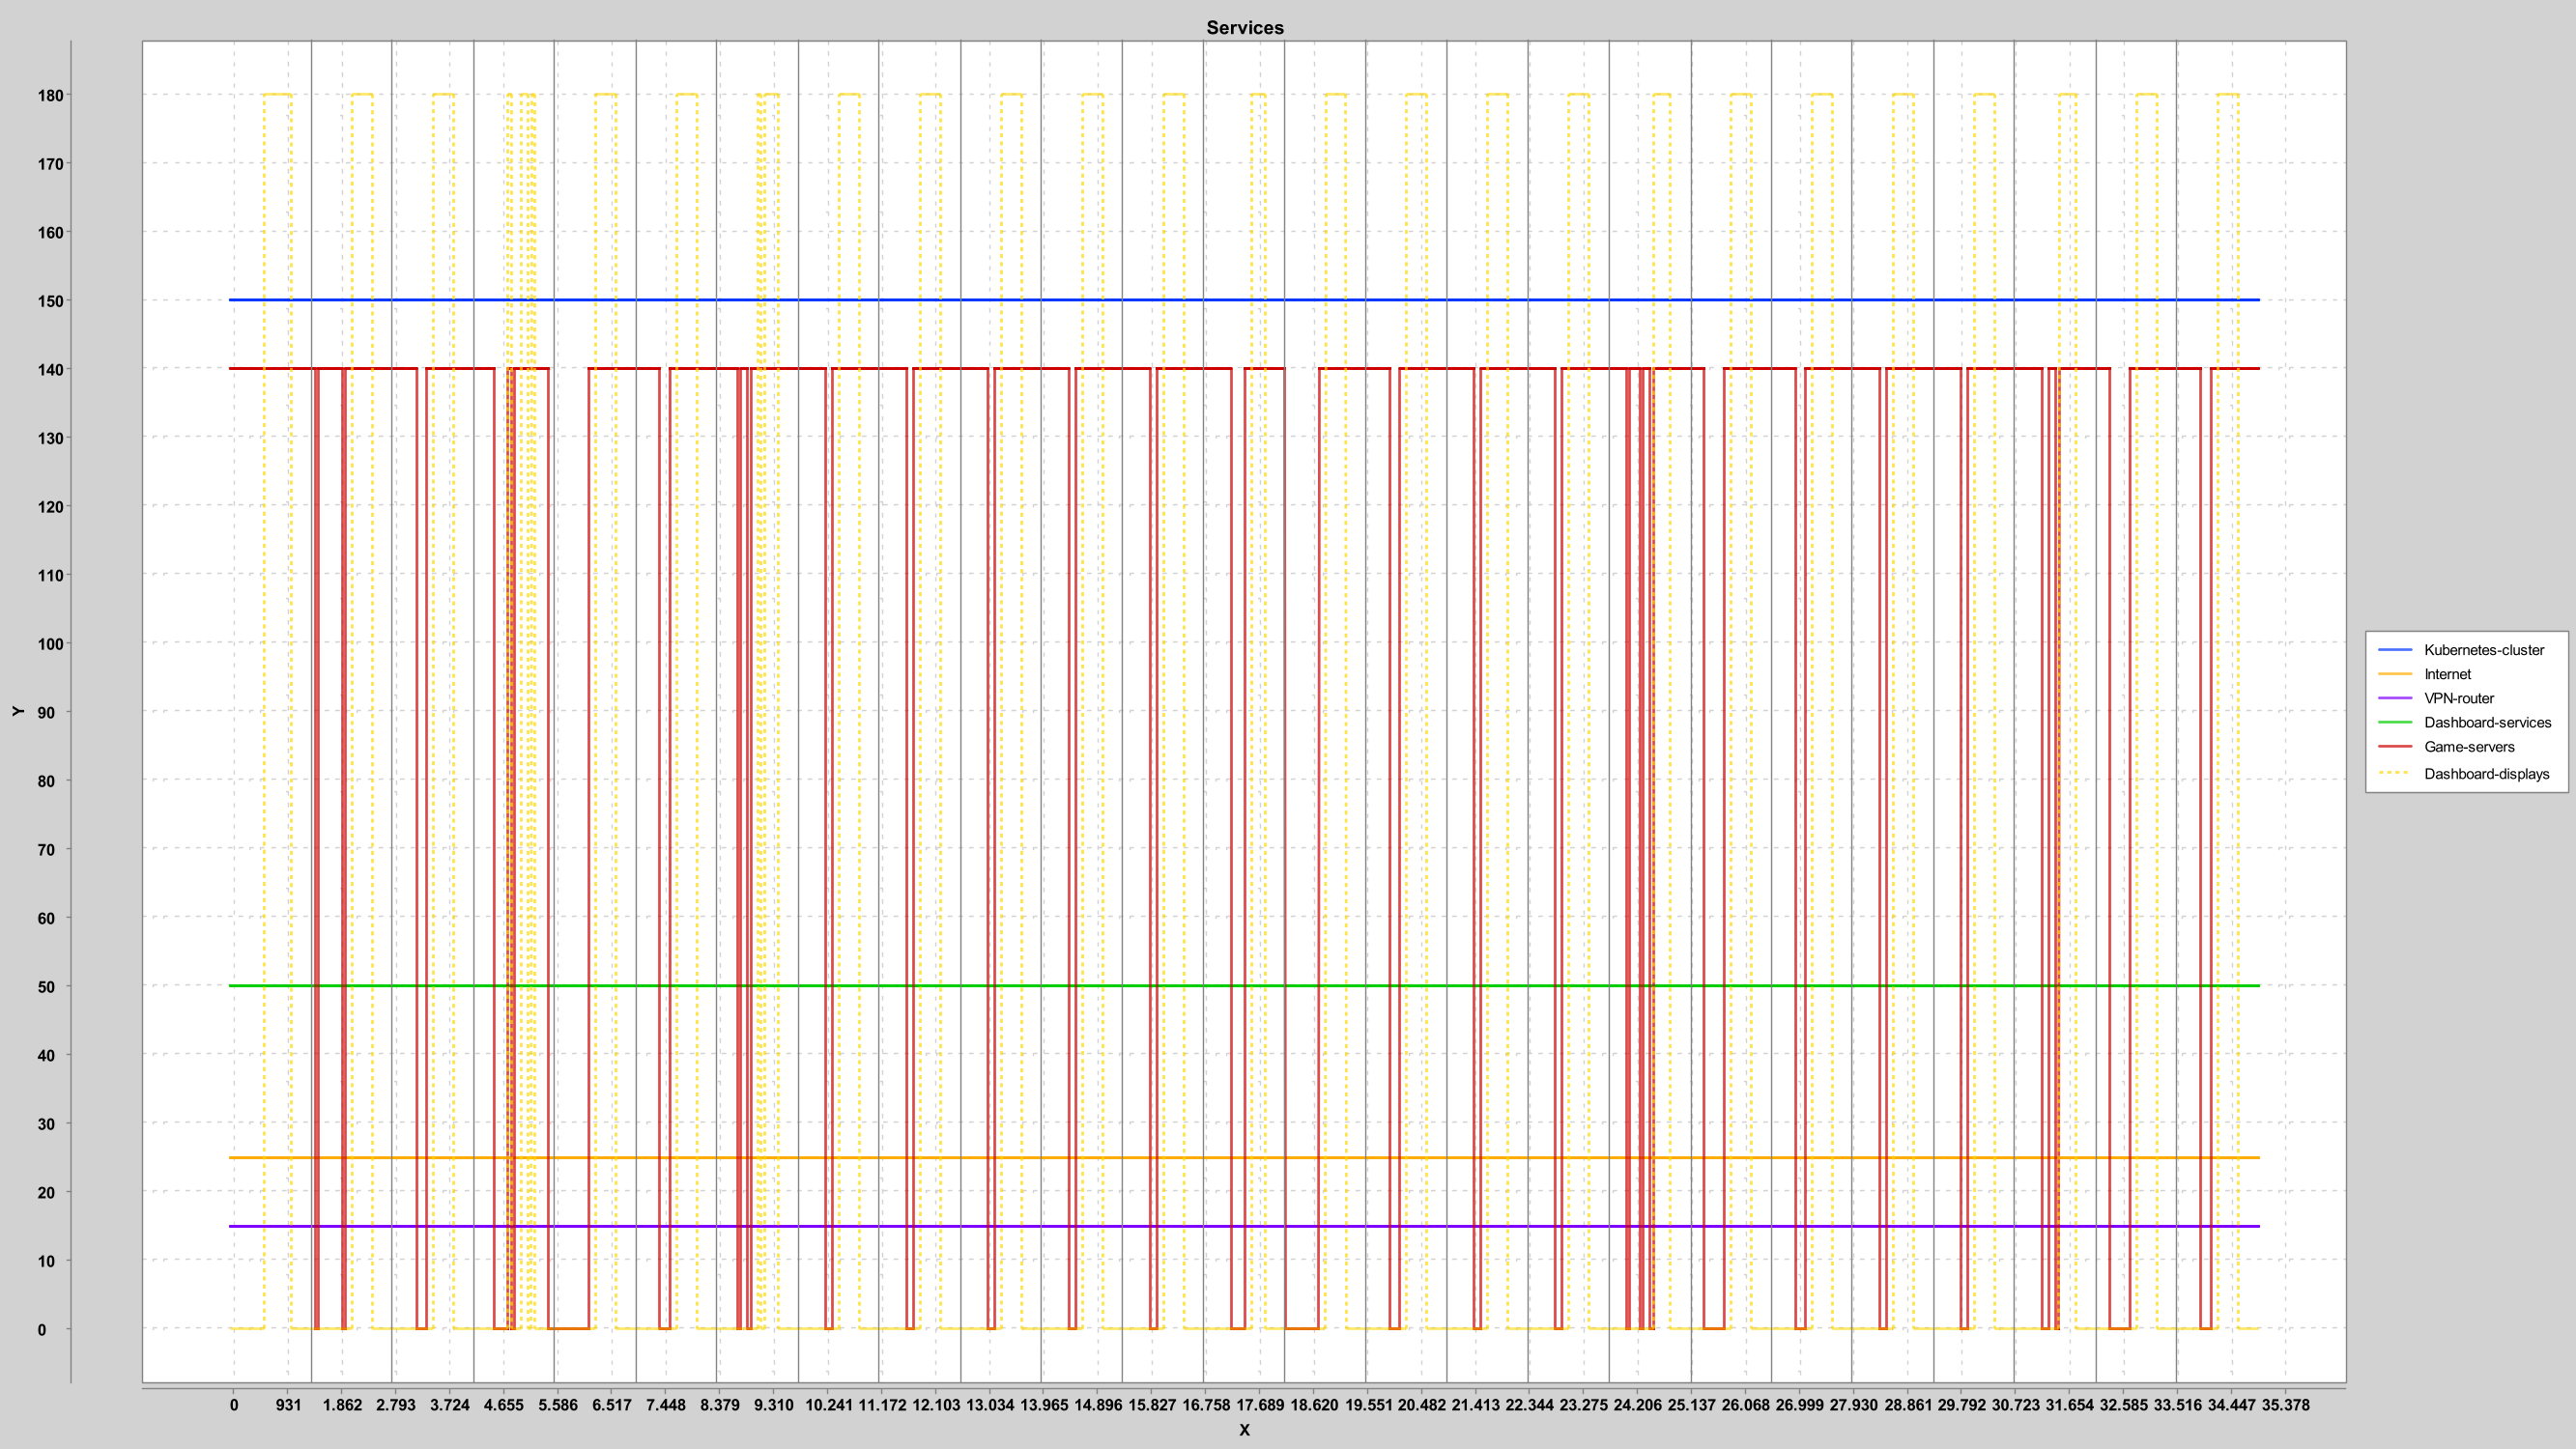 Services
180
170
160
150
140
130
120
110
100
90
80
70
60
50
40
30
20
10
0
Y
0 931 1.862 2.793 3.724 4.655 5.586 6.517 7.448 8.379 9.310 10.241 11.172 12.103 13.034 13.965 14.896 15.827 16.758 17.689 18.620 19.551 20.482 21.413 22.344 23.275 24.206 25.137 26.068 26.999 27.930 28.861 29.792 30.723 31.654 32.585 33.516 34.447 35.378
X
Kubernetes-cluster
Internet
VPN-router
Dashboard-services
Game-servers
Dashboard-displays